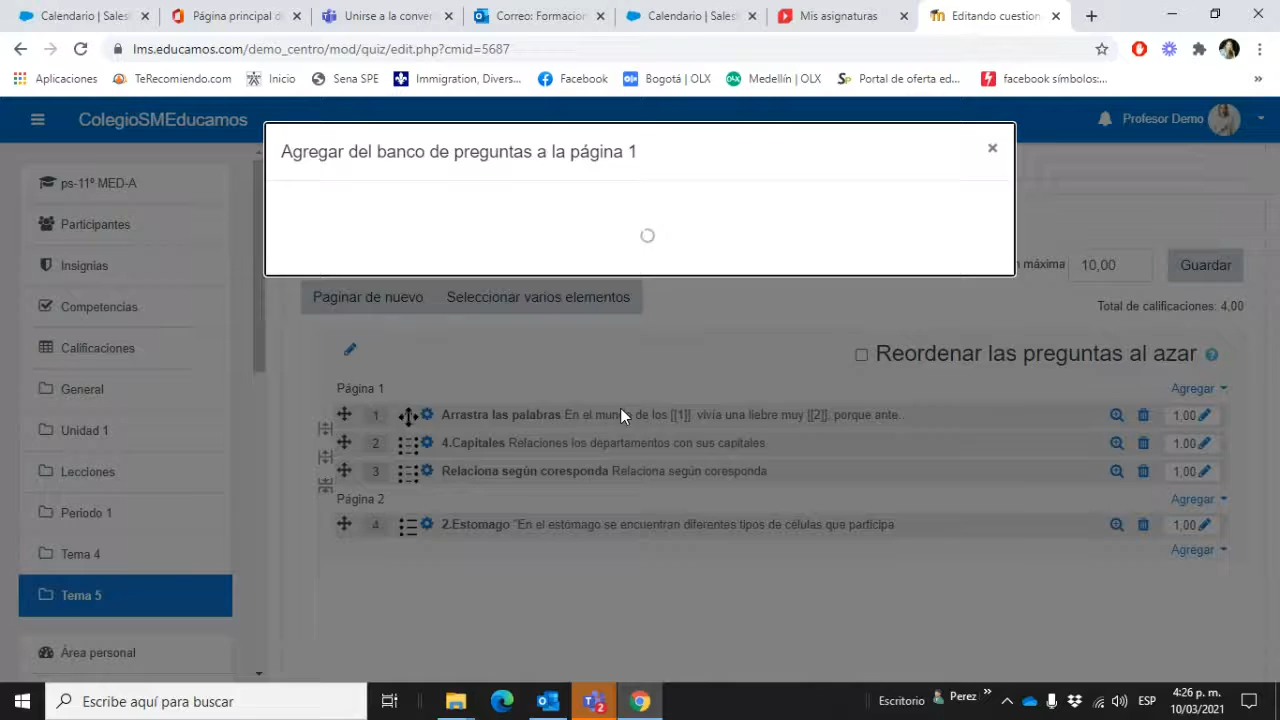 Calendario | Salesf
Página principal d
Unirse a la conver
Correo: Formacion
Calendario | Salesf
Mis asignaturas
Editando cuestion
lms.educamos.com/demo_centro/mod/quiz/edit.php?cmid=5687
Aplicaciones
TeRecomiendo.com
Inicio
Sena SPE
Immigration, Divers...
Facebook
Bogotá | OLX
Medellín | OLX
Portal de oferta ed...
facebook símbolos:...
»
ColegioSMEducamos
Profesor Demo
Agregar del banco de preguntas a la página 1
×
ps-11º MED-A
Participantes
Insignias
Competencias
Calificaciones
General
Unidad 1
Lecciones
Periodo 1
Tema 4
Tema 5
Área personal
n máxima
10,00
Guardar
Paginar de nuevo
Seleccionar varios elementos
Total de calificaciones: 4,00
Reordenar las preguntas al azar
Página 1
Agregar
1 Arrastra las palabras En el mundo de los [[1]]. vivía una liebre muy [[2]], porque ante.. 1,00
2 4.Capitales Relaciones los departamentos con sus capitales 1,00
3 Relaciona según coresponda Relaciona según coresponda 1,00
Página 2
Agregar
4 2.Estomago "En el estómago se encuentran diferentes tipos de células que participa 1,00
Agregar
Escribe aquí para buscar
2
Escritorio
Perez
»
ESP
4:26 p. m.
10/03/2021